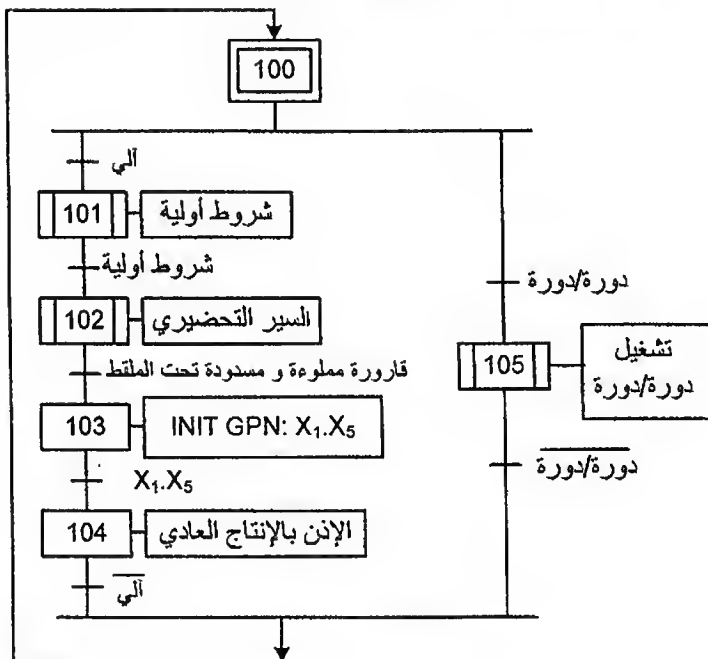 100
آلي
101
شروط أولية
شروط أولية
102
السير التحضيري
قارورة مملوءة و مسدودة تحت الملقط
103
INIT GPN: X₁.X₅
X₁.X₅
104
الإذن بالإنتاج العادي
آلي
دورة/دورة
105
تشغيل
دورة/دورة
دورة/دورة